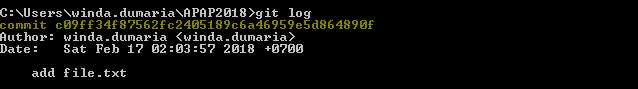 C:\Users\winda.dumaria\APAP2018>git log
commit c09ff34f87562fc2405189c6a46959e5d864890f
Author: winda.dumaria <winda.dumaria>
Date:   Sat Feb 17 02:03:57 2018 +0700
    add file.txt